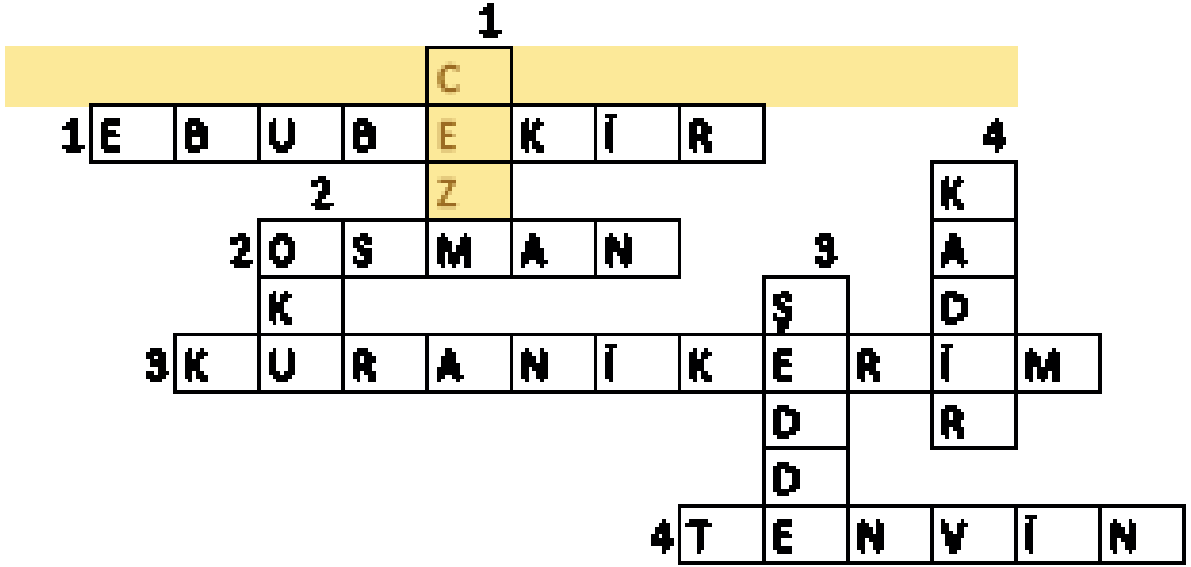 1
C
1 E B U B E K İ R 4
2 Z K
2 O S M A N 3 A
K Ş D
3 K U R A N İ K E R İ M
D R
D
4 T E N V İ N